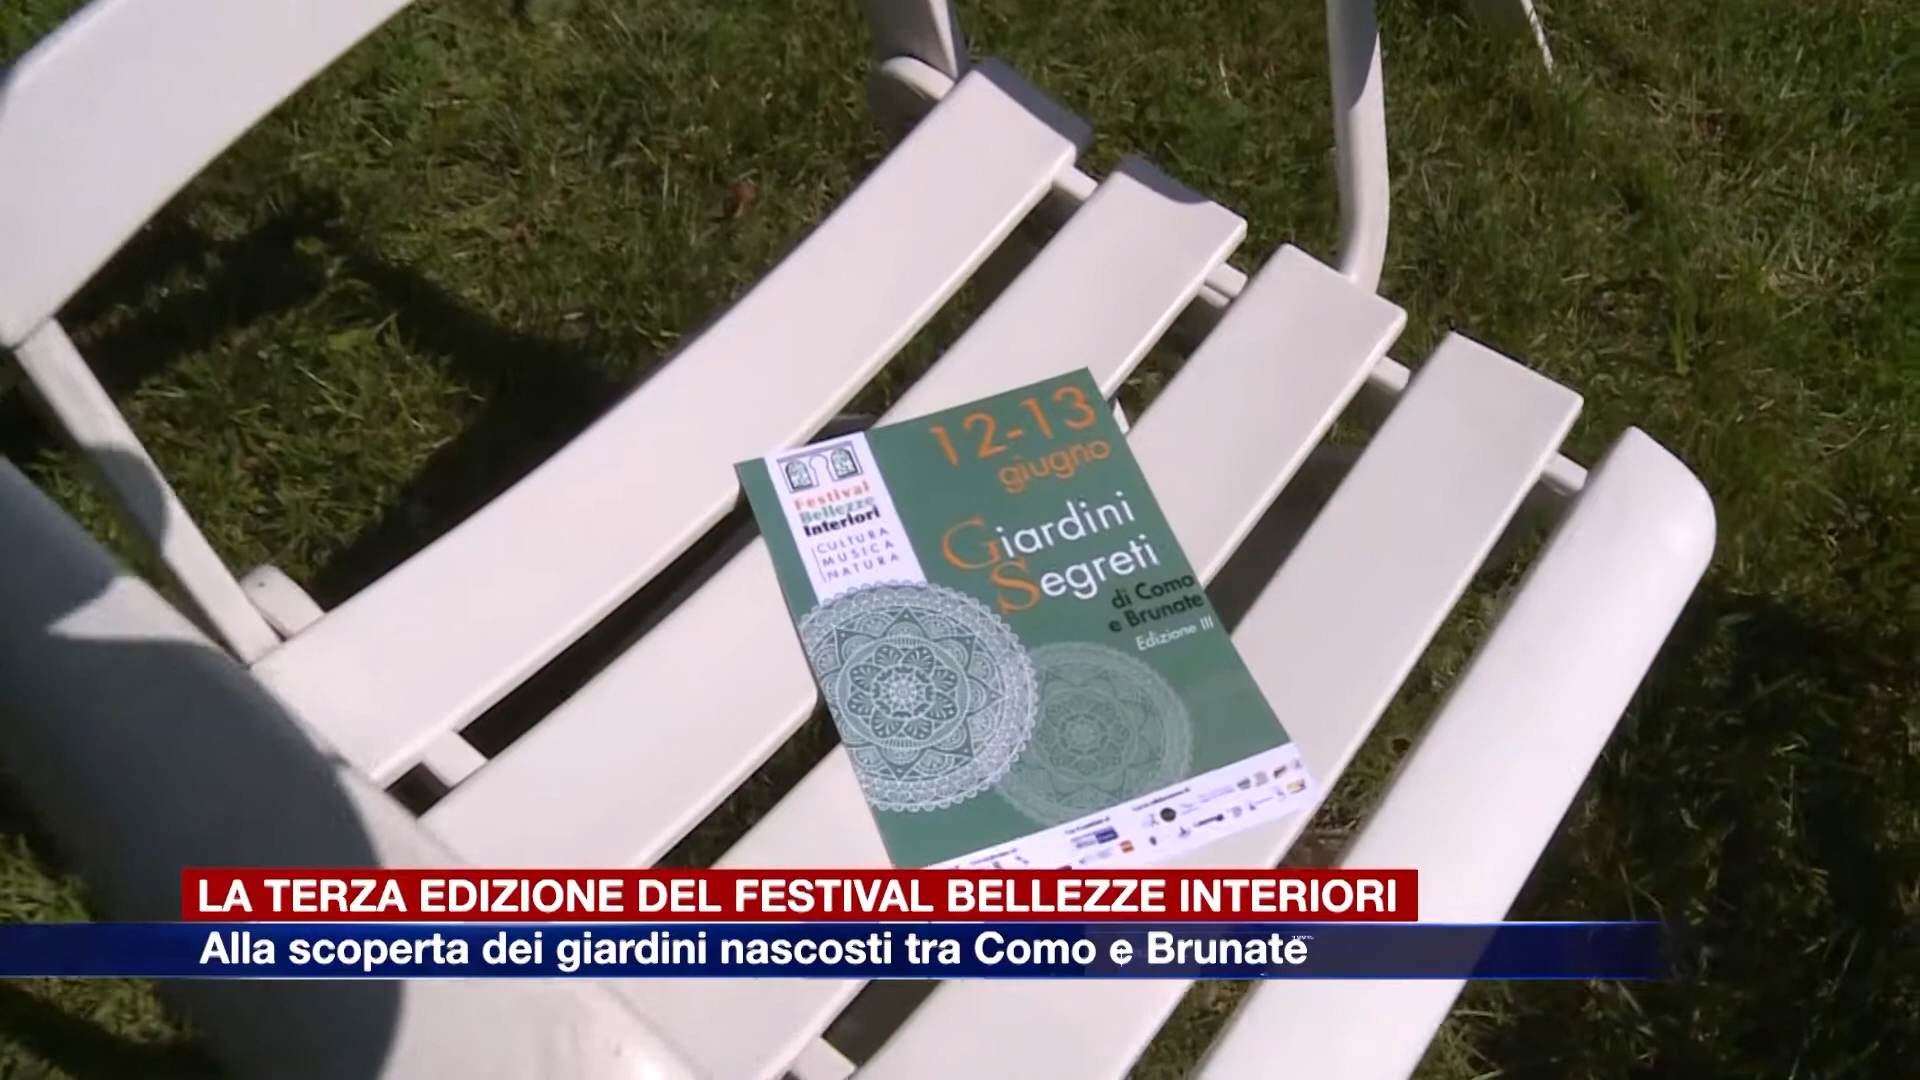 12-13
giugno
Festival
Bellezze
Interiori
CULTURA
MUSICA
NATURA
Giardini
Segreti
di Como
e Brunate
Edizione III
LA TERZA EDIZIONE DEL FESTIVAL BELLEZZE INTERIORI
Alla scoperta dei giardini nascosti tra Como e Brunate